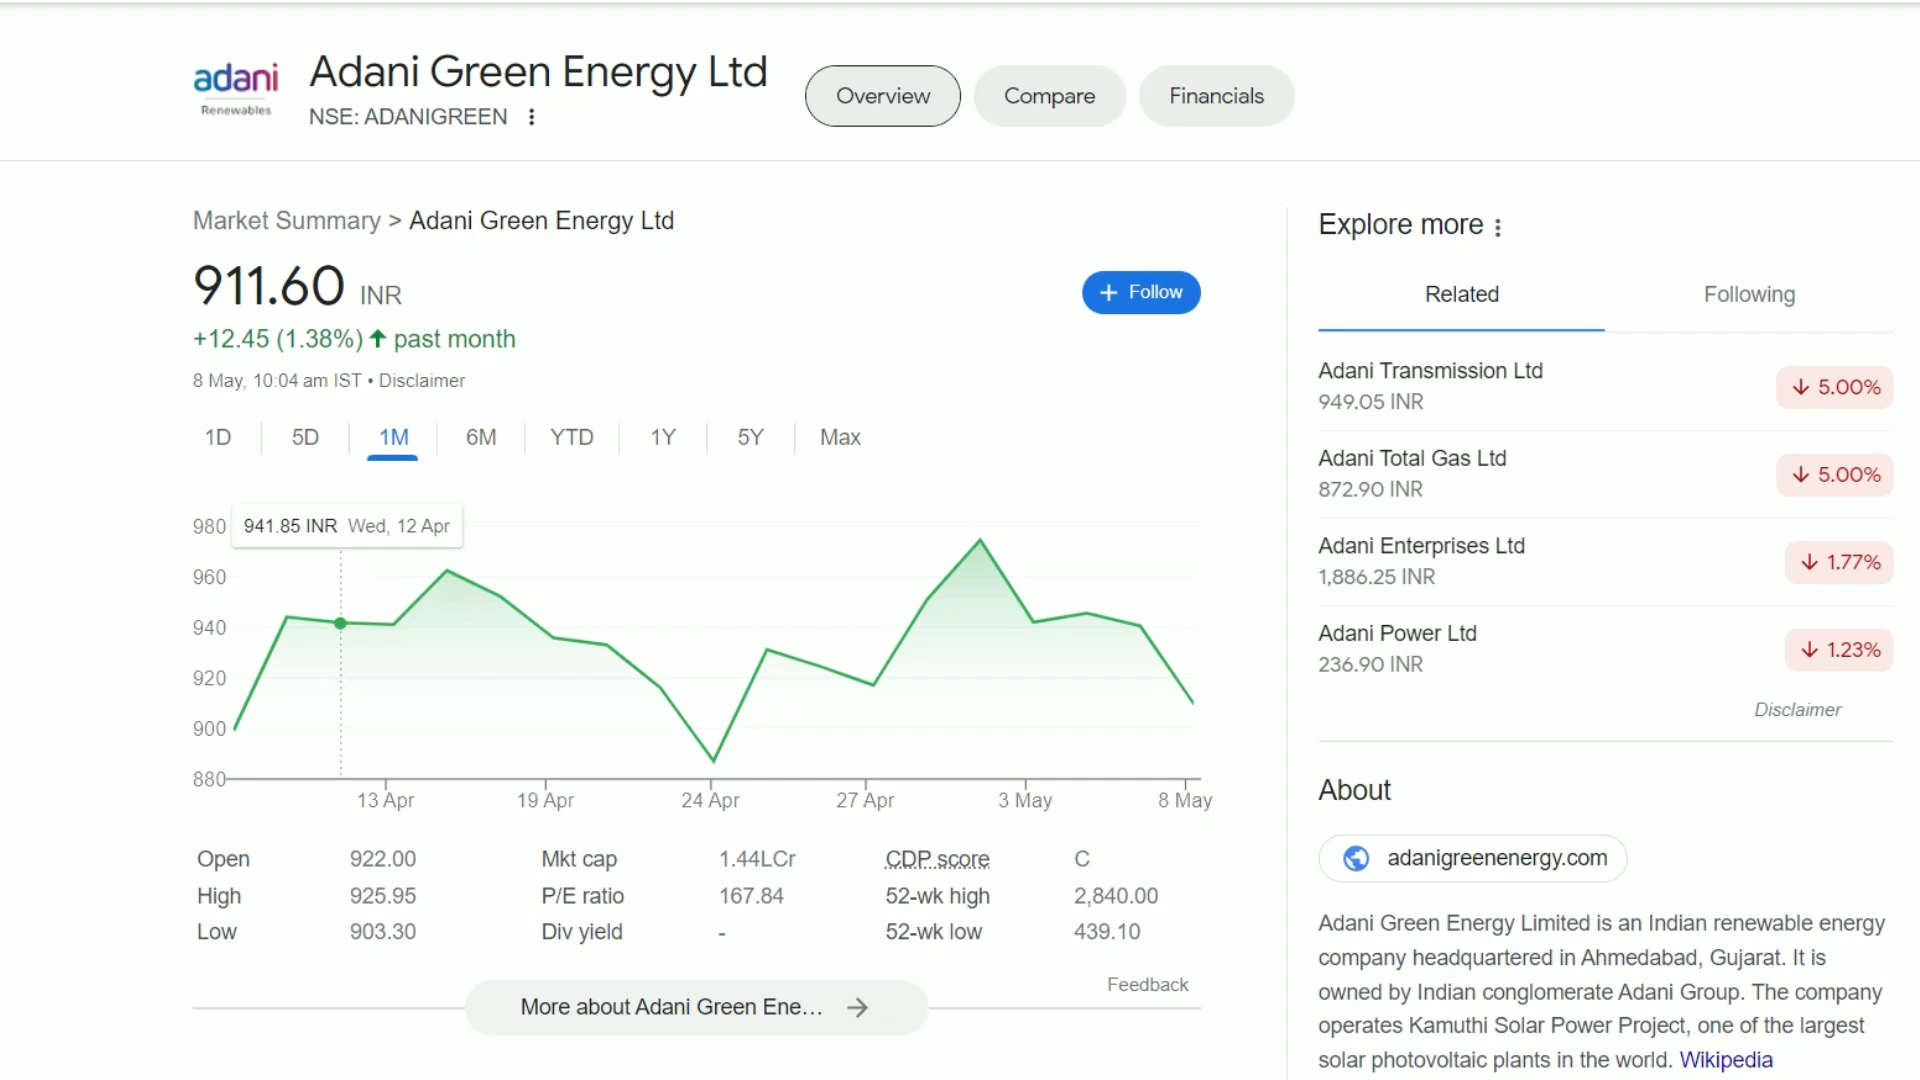 adani
Renewables
Adani Green Energy Ltd
NSE: ADANIGREEN
Overview
Compare
Financials
Market Summary > Adani Green Energy Ltd
911.60 INR
+ Follow
+12.45 (1.38%) ↑ past month
8 May, 10:04 am IST • Disclaimer
1D 5D 1M 6M YTD 1Y 5Y Max
941.85 INR Wed, 12 Apr
980
960
940
920
900
880
13 Apr 19 Apr 24 Apr 27 Apr 3 May 8 May
Open 922.00 Mkt cap 1.44LCr CDP score C
High 925.95 P/E ratio 167.84 52-wk high 2,840.00
Low 903.30 Div yield - 52-wk low 439.10
Feedback
More about Adani Green Ene… →
Explore more
Related Following
Adani Transmission Ltd
949.05 INR
↓ 5.00%
Adani Total Gas Ltd
872.90 INR
↓ 5.00%
Adani Enterprises Ltd
1,886.25 INR
↓ 1.77%
Adani Power Ltd
236.90 INR
↓ 1.23%
Disclaimer
About
adanigreenenergy.com
Adani Green Energy Limited is an Indian renewable energy
company headquartered in Ahmedabad, Gujarat. It is
owned by Indian conglomerate Adani Group. The company
operates Kamuthi Solar Power Project, one of the largest
solar photovoltaic plants in the world. Wikipedia